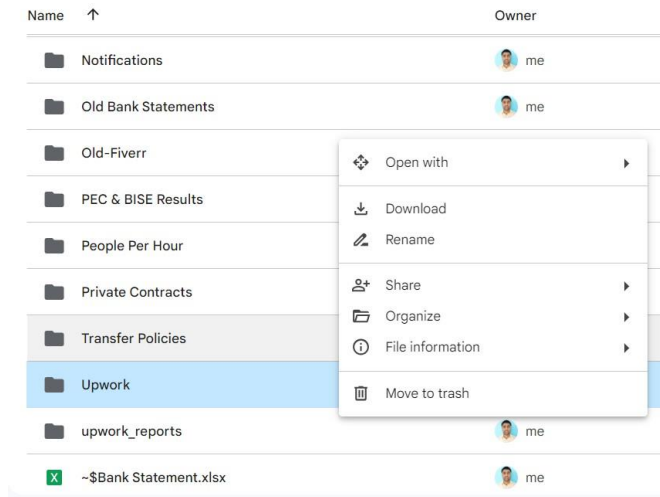 Name Owner
Notifications me
Old Bank Statements me
Old-Fiverr
Open with
PEC & BISE Results
Download
People Per Hour
Rename
Private Contracts
Share
Organize
Transfer Policies
File information
Upwork
Move to trash
upwork_reports me
X ~$Bank Statement.xlsx me